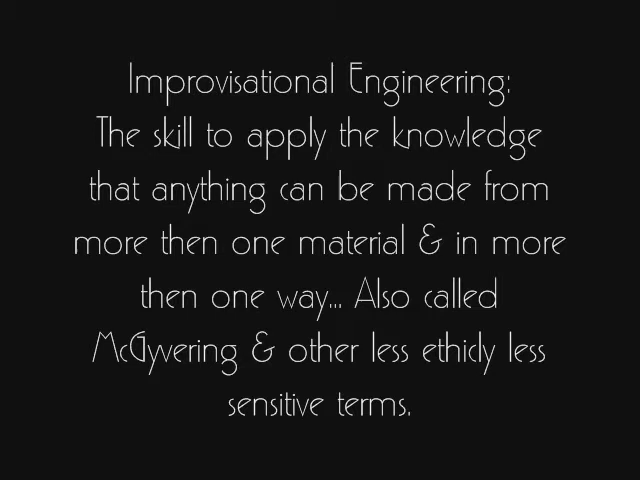 Improvisational Engineering:
The skill to apply the knowledge
that anything can be made from
more then one material & in more
then one way... Also called
McGyvering & other less ethicly less
sensitive terms.